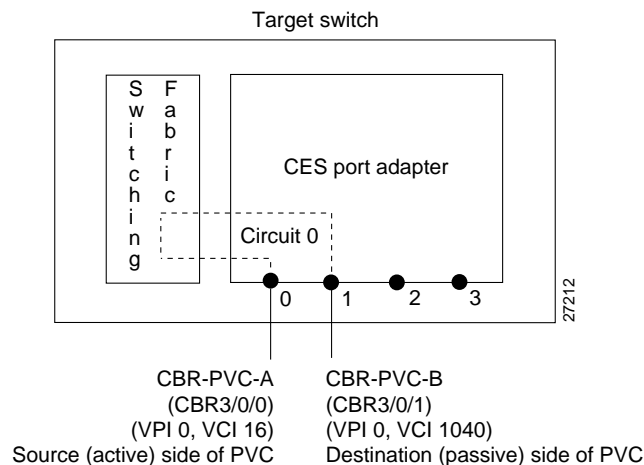 Target switch
Switching
Fabric
CES port adapter
Circuit 0
0
1
2
3
27212
CBR-PVC-A
(CBR3/0/0)
(VPI 0, VCI 16)
Source (active) side of PVC
CBR-PVC-B
(CBR3/0/1)
(VPI 0, VCI 1040)
Destination (passive) side of PVC